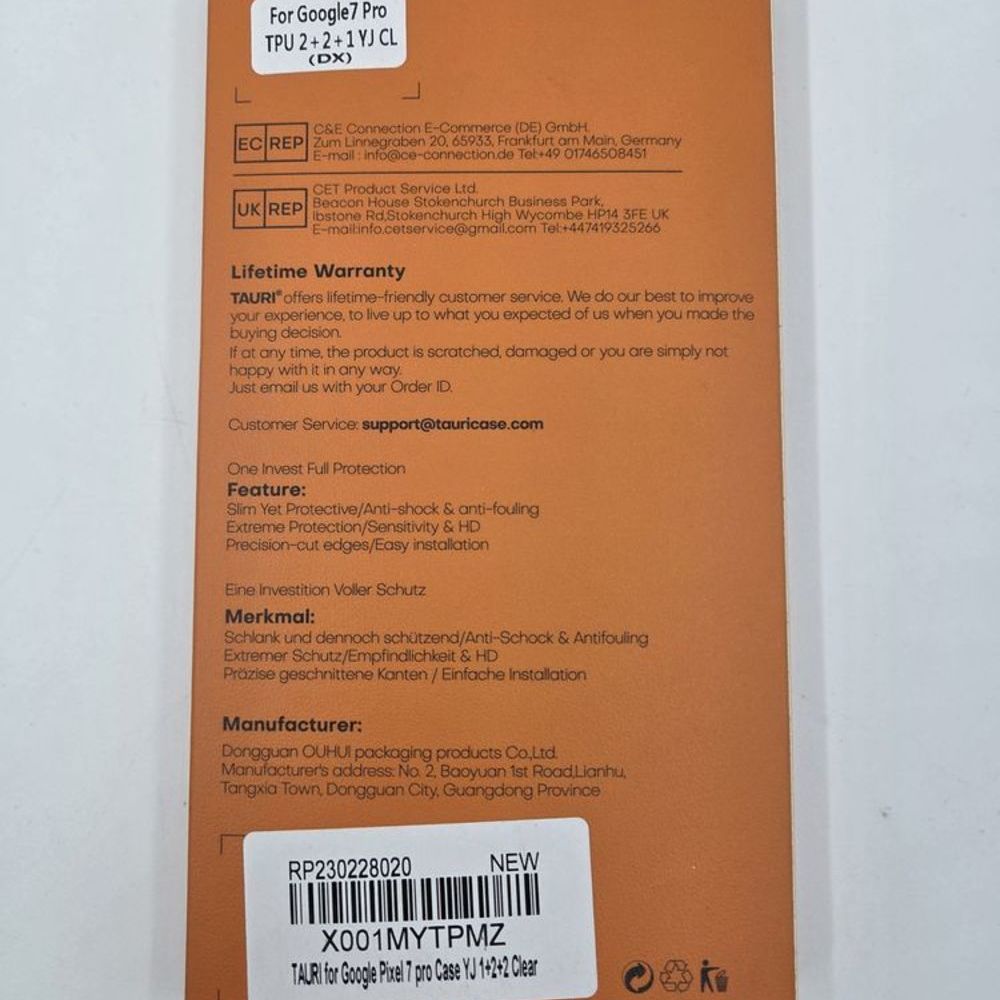 For Google7 Pro
TPU 2+2+1 YJ CL
(DX)
EC REP
C&E Connection E-Commerce (DE) GmbH.
Zum Linnegraben 20, 65933, Frankfurt am Main, Germany
E-mail : info@ce-connection.de Tel:+49 01746508451
UK REP
CET Product Service Ltd.
Beacon House Stokenchurch Business Park,
Ibstone Rd,Stokenchurch High Wycombe HP14 3FE UK
E-mail:info.cetservice@gmail.com Tel:+447419325266
Lifetime Warranty
TAURI® offers lifetime-friendly customer service. We do our best to improve
your experience, to live up to what you expected of us when you made the
buying decision.
If at any time, the product is scratched, damaged or you are simply not
happy with it in any way.
Just email us with your Order ID.
Customer Service: support@tauricase.com
One Invest Full Protection
Feature:
Slim Yet Protective/Anti-shock & anti-fouling
Extreme Protection/Sensitivity & HD
Precision-cut edges/Easy installation
Eine Investition Voller Schutz
Merkmal:
Schlank und dennoch schützend/Anti-Schock & Antifouling
Extremer Schutz/Empfindlichkeit & HD
Präzise geschnittene Kanten / Einfache Installation
Manufacturer:
Dongguan OUHUI packaging products Co.,Ltd.
Manufacturer's address: No. 2, Baoyuan 1st Road,Lianhu,
Tangxia Town, Dongguan City, Guangdong Province
RP230228020 NEW
X001MYTPMZ
TAURI for Google Pixel 7 pro Case YJ 1+2+2 Clear